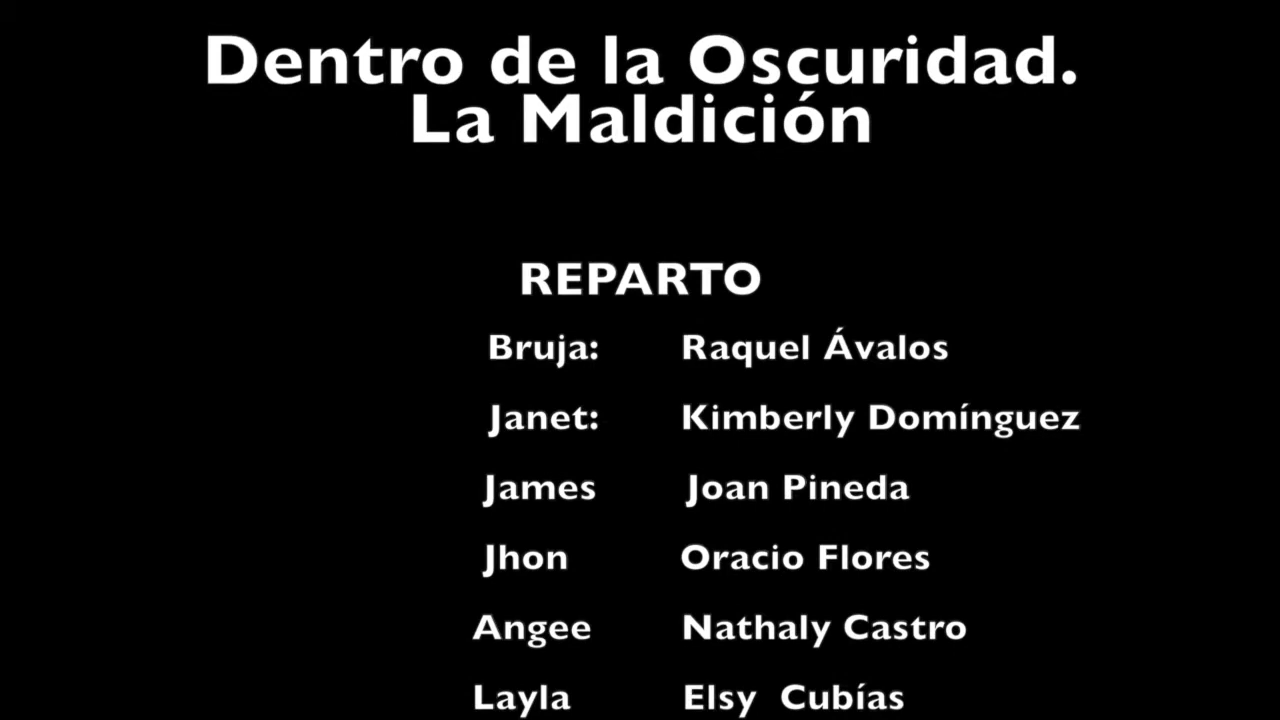 Dentro de la Oscuridad.
La Maldición
REPARTO
Bruja: Raquel Ávalos
Janet: Kimberly Domínguez
James Joan Pineda
Jhon Oracio Flores
Angee Nathaly Castro
Layla Elsy Cubías